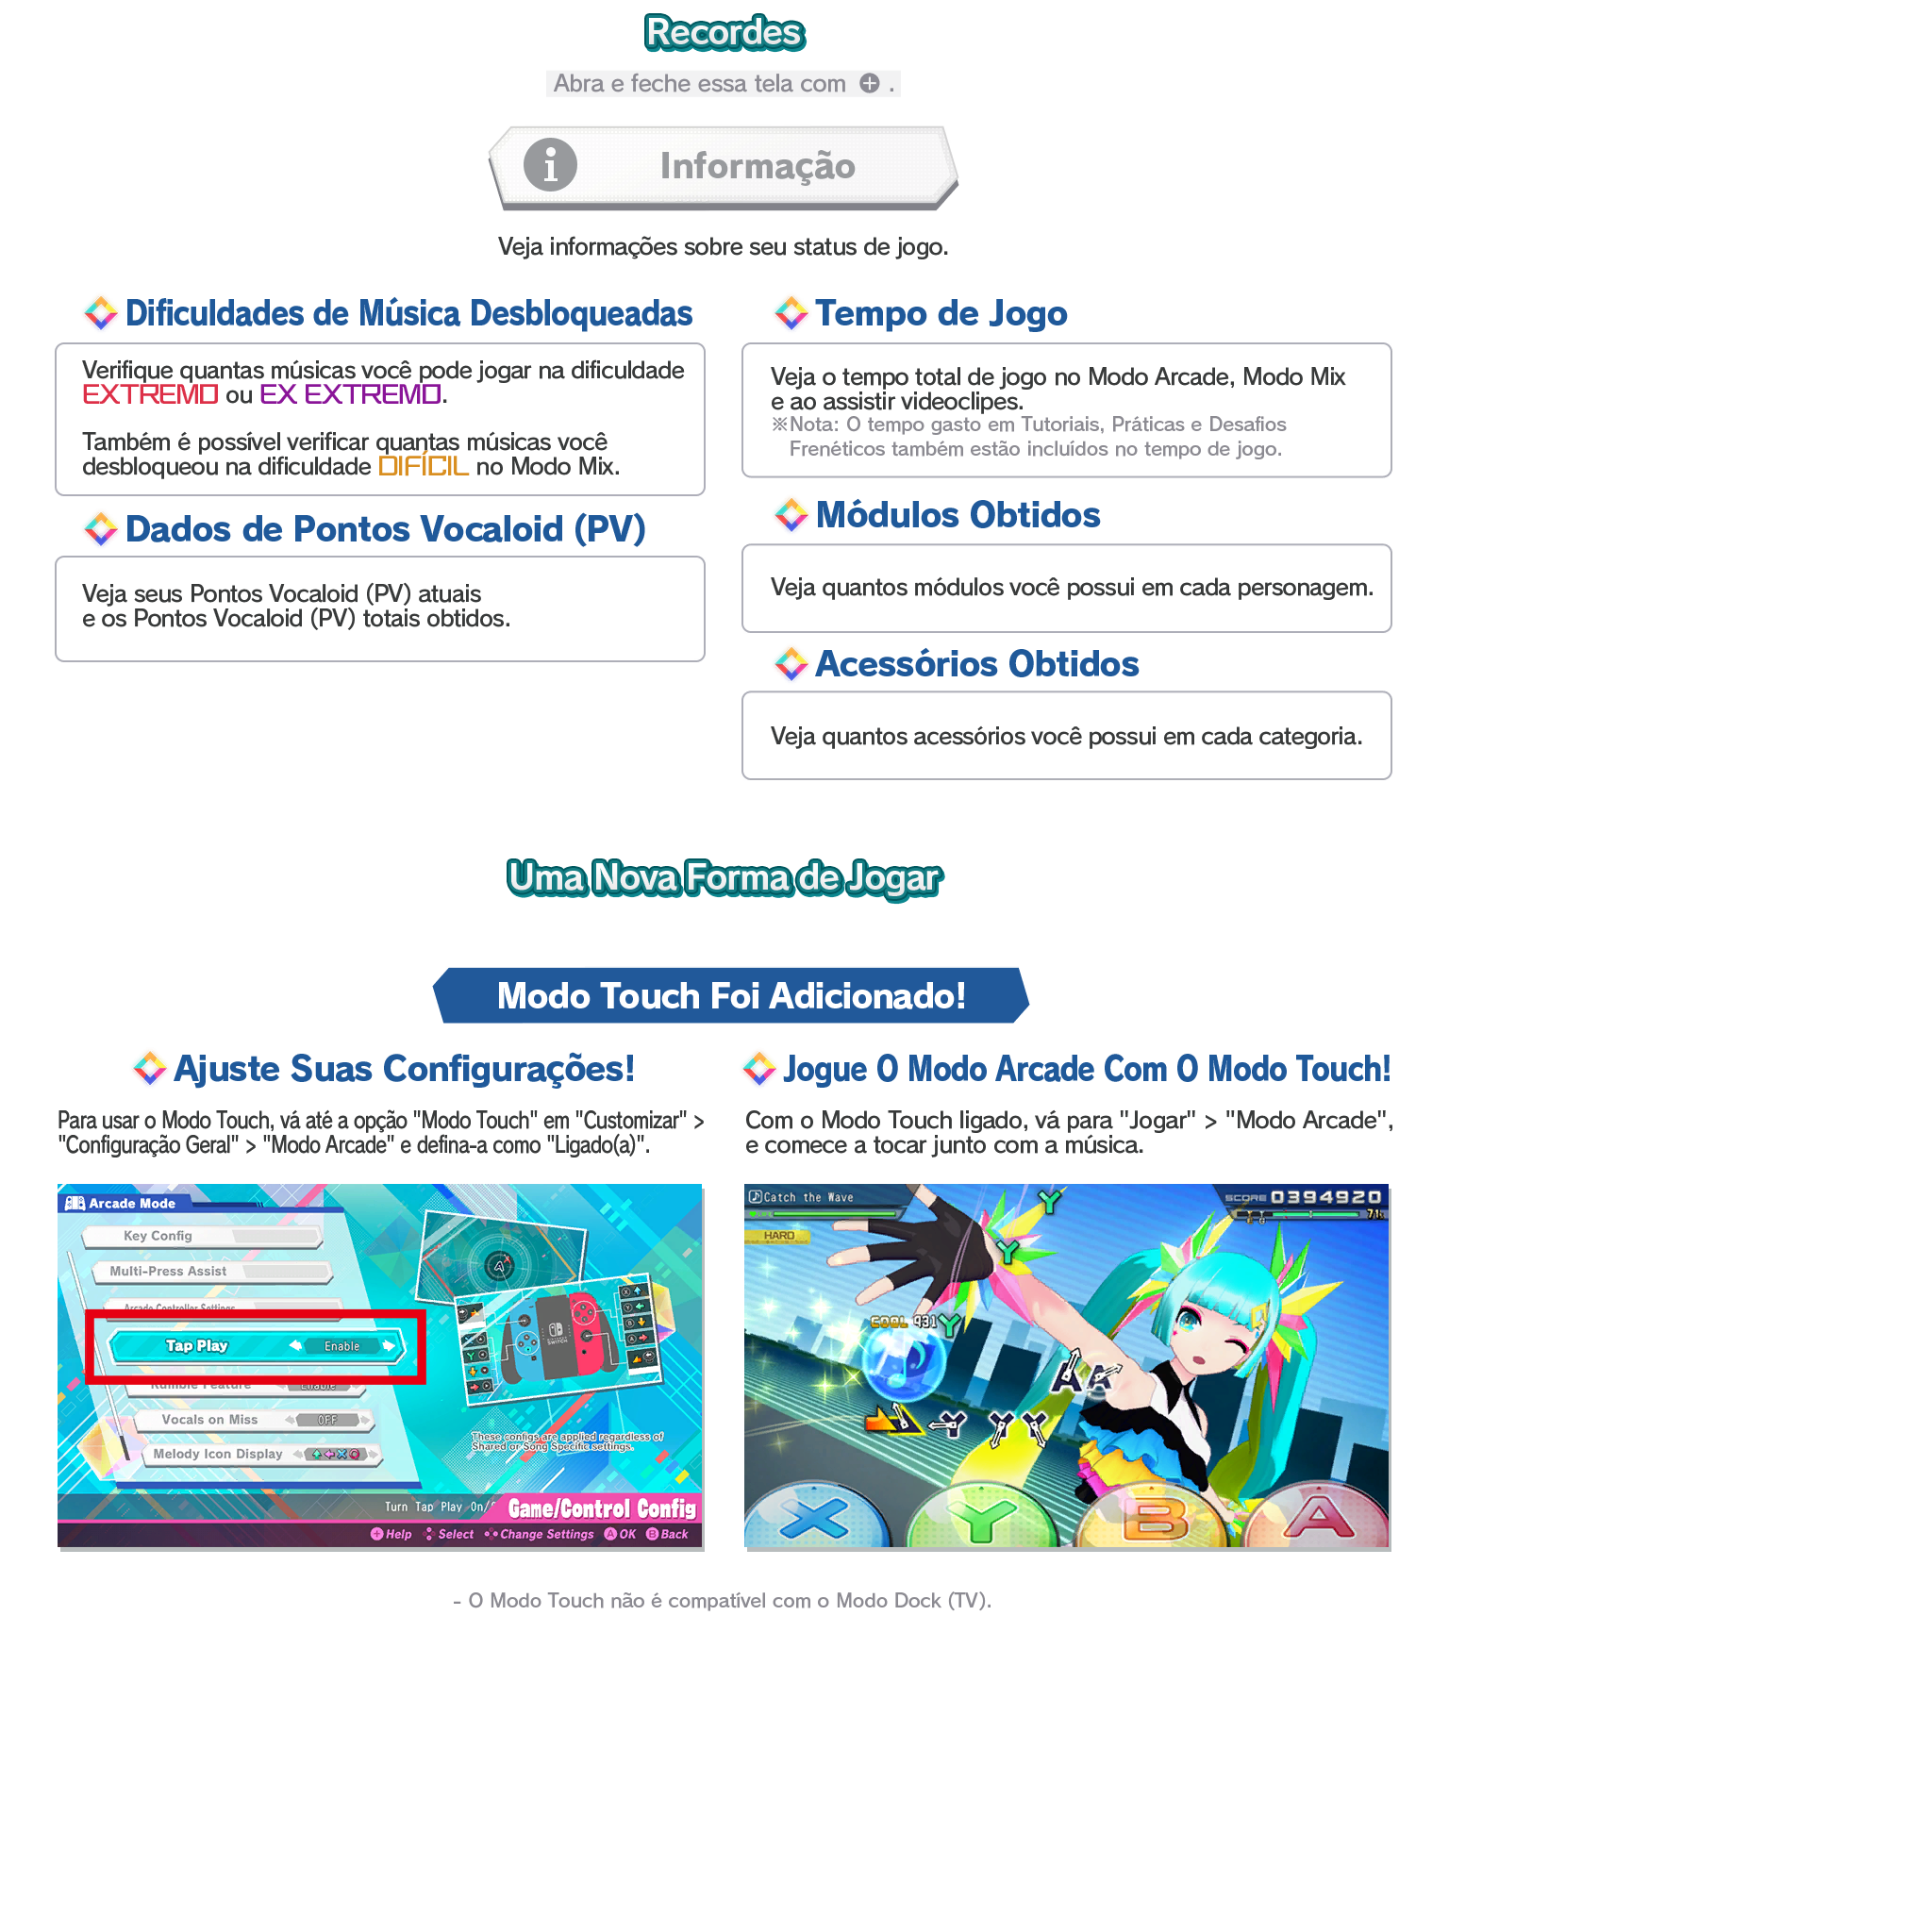 Recordes
Abra e feche essa tela com + .
i Informação
Veja informações sobre seu status de jogo.
Dificuldades de Música Desbloqueadas
Verifique quantas músicas você pode jogar na dificuldade
EXTREMO ou EX EXTREMO.
Também é possível verificar quantas músicas você
desbloqueou na dificuldade DIFÍCIL no Modo Mix.
Dados de Pontos Vocaloid (PV)
Veja seus Pontos Vocaloid (PV) atuais
e os Pontos Vocaloid (PV) totais obtidos.
Tempo de Jogo
Veja o tempo total de jogo no Modo Arcade, Modo Mix
e ao assistir videoclipes.
※Nota: O tempo gasto em Tutoriais, Práticas e Desafios
Frenéticos também estão incluídos no tempo de jogo.
Módulos Obtidos
Veja quantos módulos você possui em cada personagem.
Acessórios Obtidos
Veja quantos acessórios você possui em cada categoria.
Uma Nova Forma de Jogar
Modo Touch Foi Adicionado!
Ajuste Suas Configurações!
Para usar o Modo Touch, vá até a opção "Modo Touch" em "Customizar" >
"Configuração Geral" > "Modo Arcade" e defina-a como "Ligado(a)".
Arcade Mode
Key Config
Multi-Press Assist
Arcade Controller Settings
Tap Play Enable
Rumble Feature Enable
Vocals on Miss OFF
Melody Icon Display
These configs are applied regardless of
Shared or Song Specific settings.
Turn Tap Play On/
Game/Control Config
+ Help Select Change Settings A OK B Back
Jogue O Modo Arcade Com O Modo Touch!
Com o Modo Touch ligado, vá para "Jogar" > "Modo Arcade",
e comece a tocar junto com a música.
Catch the Wave
SCORE 0394920
HARD
COOL 931
Y
Y
Y
A A
Y Y Y
X Y B A
- O Modo Touch não é compatível com o Modo Dock (TV).